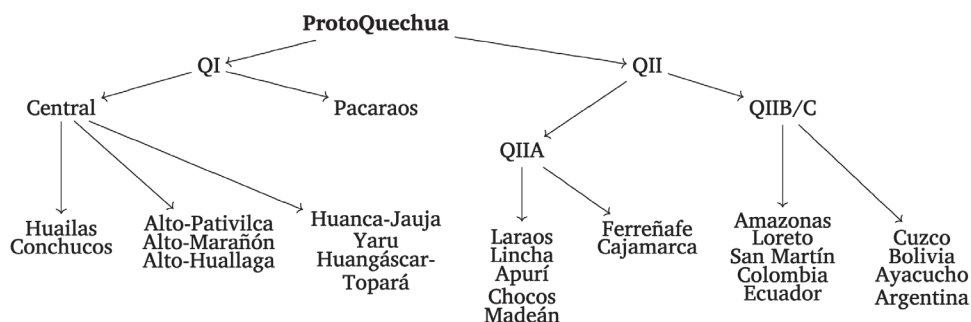 ProtoQuechua
QI
QII
Central
Pacaraos
QIIB/C
QIIA
Huailas
Conchucos
Alto-Pativilca
Alto-Marañón
Alto-Huallaga
Huanca-Jauja
Yaru
Huangáscar-
Topará
Laraos
Lincha
Apurí
Chocos
Madeán
Ferreñafe
Cajamarca
Amazonas
Loreto
San Martín
Colombia
Ecuador
Cuzco
Bolivia
Ayacucho
Argentina